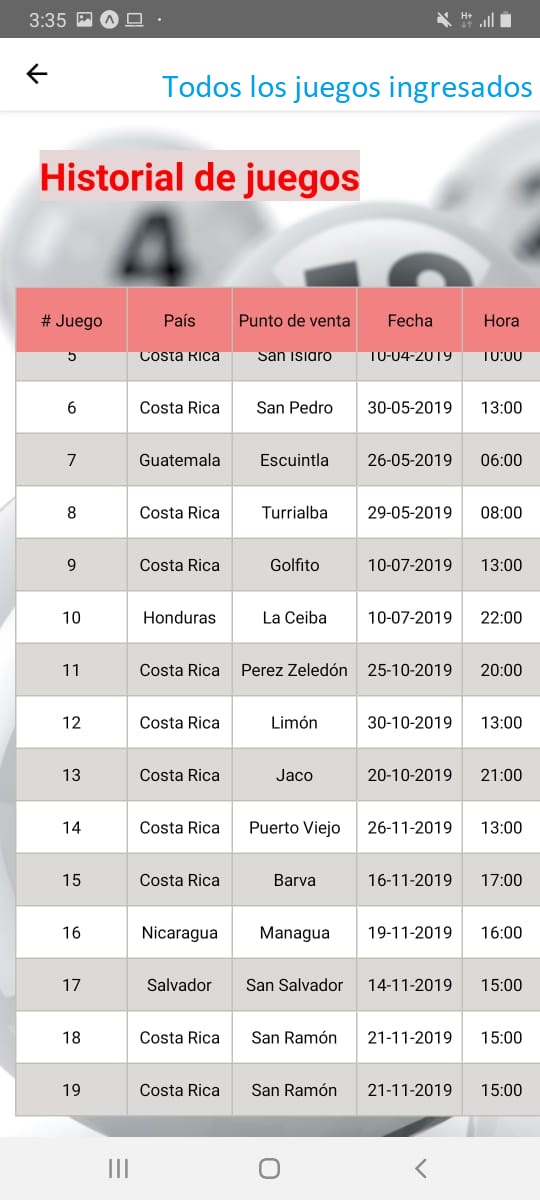 3:35
H+
Todos los juegos ingresados
Historial de juegos
4
# Juego País Punto de venta Fecha Hora
5 Costa Rica San Isidro 10-04-2019 10:00
6 Costa Rica San Pedro 30-05-2019 13:00
7 Guatemala Escuintla 26-05-2019 06:00
8 Costa Rica Turrialba 29-05-2019 08:00
9 Costa Rica Golfito 10-07-2019 13:00
10 Honduras La Ceiba 10-07-2019 22:00
11 Costa Rica Perez Zeledón 25-10-2019 20:00
12 Costa Rica Limón 30-10-2019 13:00
13 Costa Rica Jaco 20-10-2019 21:00
14 Costa Rica Puerto Viejo 26-11-2019 13:00
15 Costa Rica Barva 16-11-2019 17:00
16 Nicaragua Managua 19-11-2019 16:00
17 Salvador San Salvador 14-11-2019 15:00
18 Costa Rica San Ramón 21-11-2019 15:00
19 Costa Rica San Ramón 21-11-2019 15:00